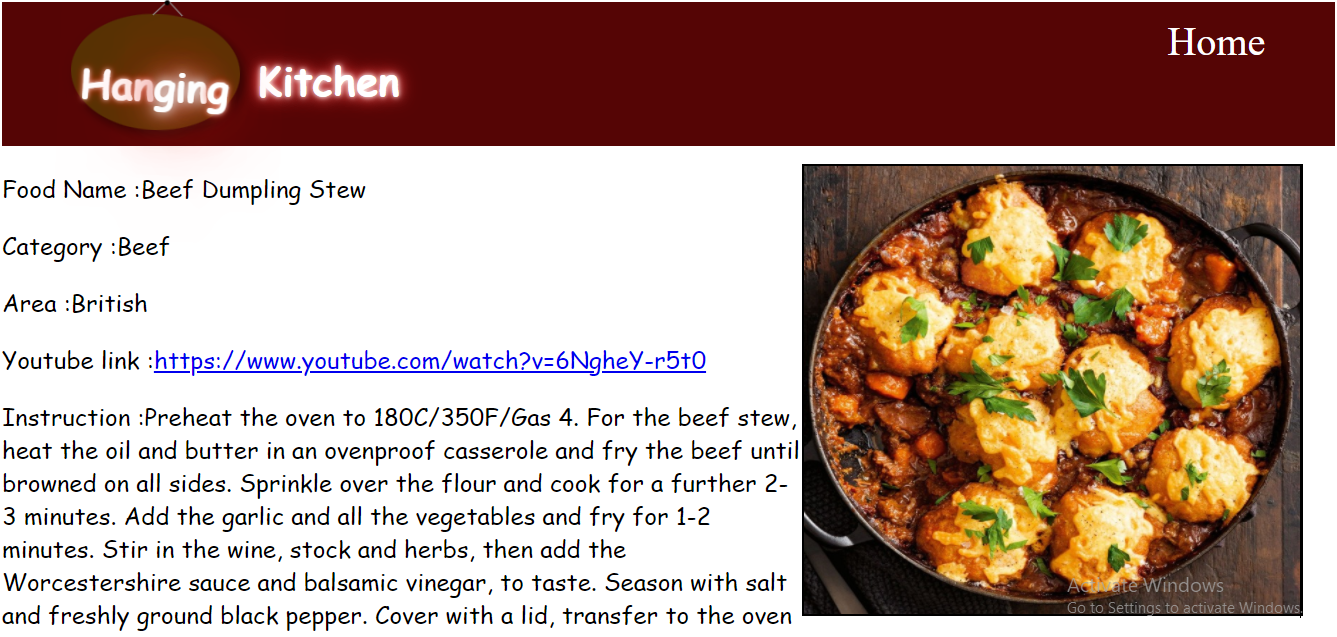 Hanging Kitchen
Home
Food Name :Beef Dumpling Stew
Category :Beef
Area :British
Youtube link :https://www.youtube.com/watch?v=6NgheY-r5t0
Instruction :Preheat the oven to 180C/350F/Gas 4. For the beef stew,
heat the oil and butter in an ovenproof casserole and fry the beef until
browned on all sides. Sprinkle over the flour and cook for a further 2-
3 minutes. Add the garlic and all the vegetables and fry for 1-2
minutes. Stir in the wine, stock and herbs, then add the
Worcestershire sauce and balsamic vinegar, to taste. Season with salt
and freshly ground black pepper. Cover with a lid, transfer to the oven
Activate Windows
Go to Settings to activate Windows.